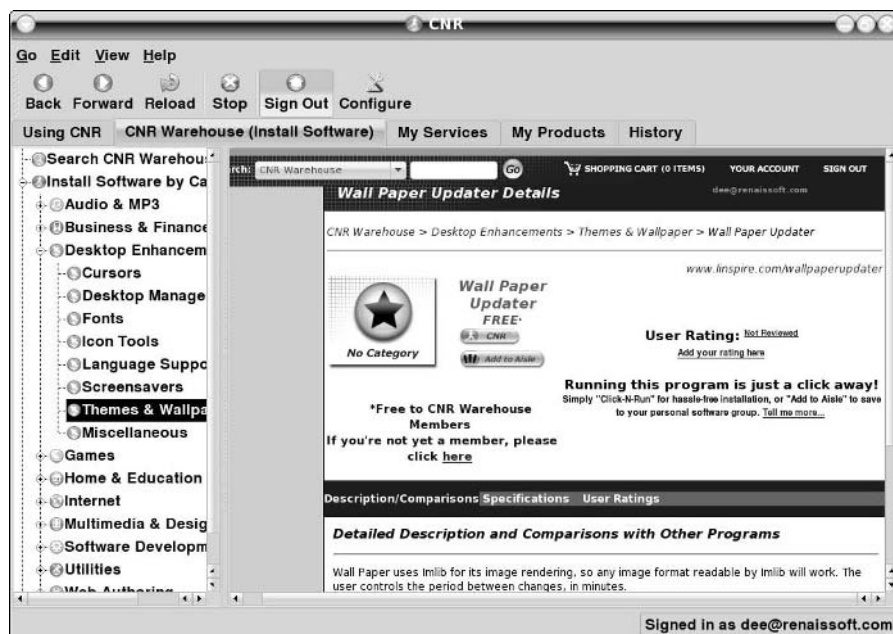 CNR
Go Edit View Help
Back Forward Reload Stop Sign Out Configure
Using CNR CNR Warehouse (Install Software) My Services My Products History
Search CNR Warehou
Install Software by Ca
Audio & MP3
Business & Finance
Desktop Enhancem
Cursors
Desktop Manage
Fonts
Icon Tools
Language Suppo
Screensavers
Themes & Wallpa
Miscellaneous
Games
Home & Education
Internet
Multimedia & Desig
Software Developm
Utilities
Web Authoring
rch: CNR Warehouse Go SHOPPING CART (0 ITEMS) YOUR ACCOUNT SIGN OUT
Wall Paper Updater Details
dee@renaissoft.com
CNR Warehouse > Desktop Enhancements > Themes & Wallpaper > Wall Paper Updater
www.linspire.com/wallpaperupdater
No Category
Wall Paper
Updater
FREE*
CNR
Add to Aisle
User Rating: Not Reviewed
Add your rating here
Running this program is just a click away!
Simply "Click-N-Run" for hassle-free installation, or "Add to Aisle" to save
to your personal software group. Tell me more...
*Free to CNR Warehouse
Members
If you're not yet a member, please
click here
Description/Comparisons Specifications User Ratings
Detailed Description and Comparisons with Other Programs
Wall Paper uses Imlib for its image rendering, so any image format readable by Imlib will work. The
user controls the period between changes, in minutes.
Signed in as dee@renaissoft.com